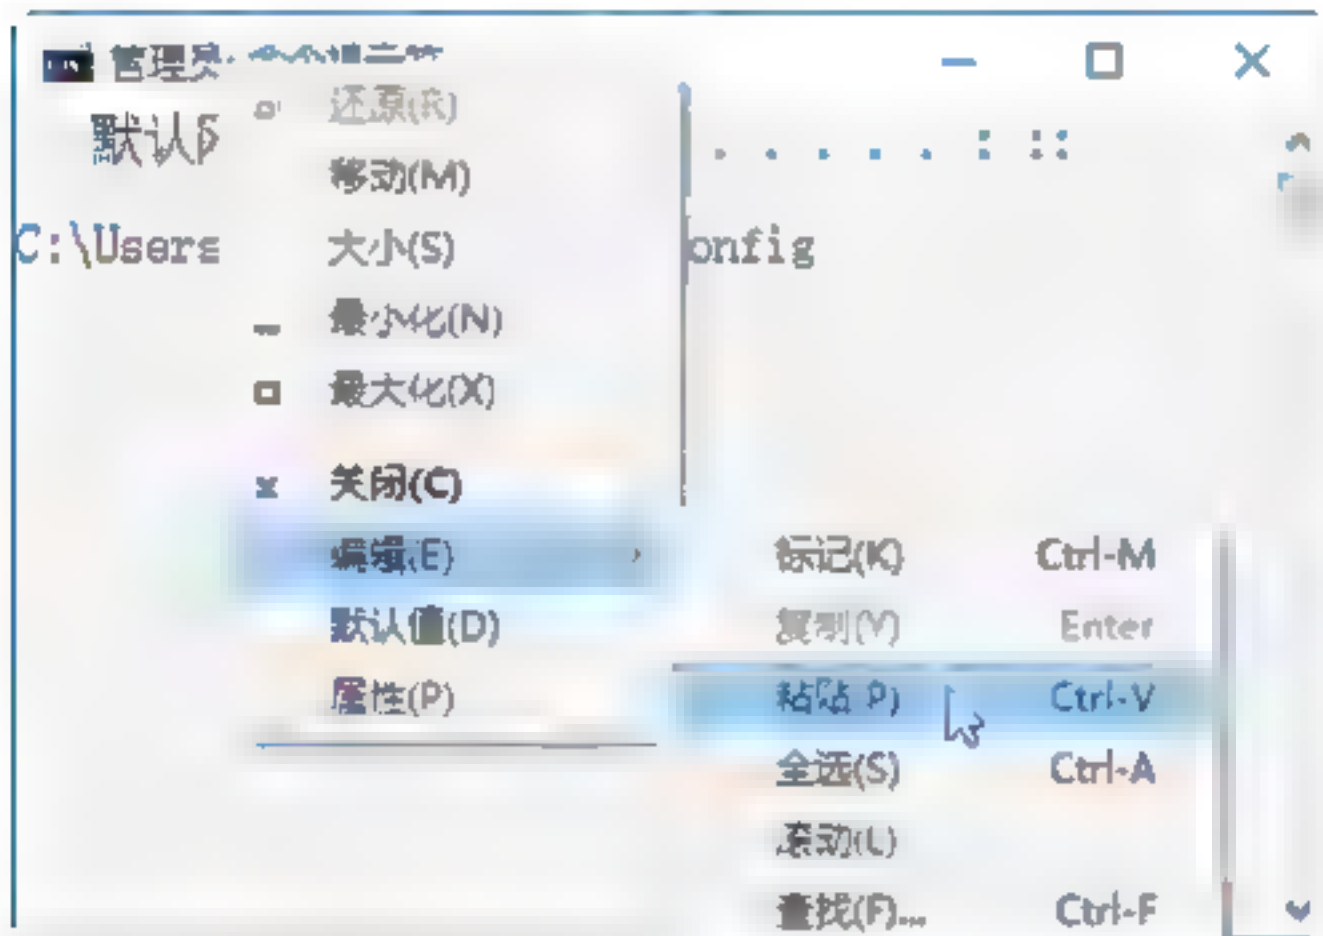 管理员:
还原(R)
默认网
移动(M)
C:\Users
大小(S)
onfig
最小化(N)
最大化(X)
关闭(C)
编辑(E)
标记(K) Ctrl-M
默认值(D)
复制(Y) Enter
属性(P)
粘贴(P) Ctrl-V
全选(S) Ctrl-A
滚动(L)
查找(F)... Ctrl-F